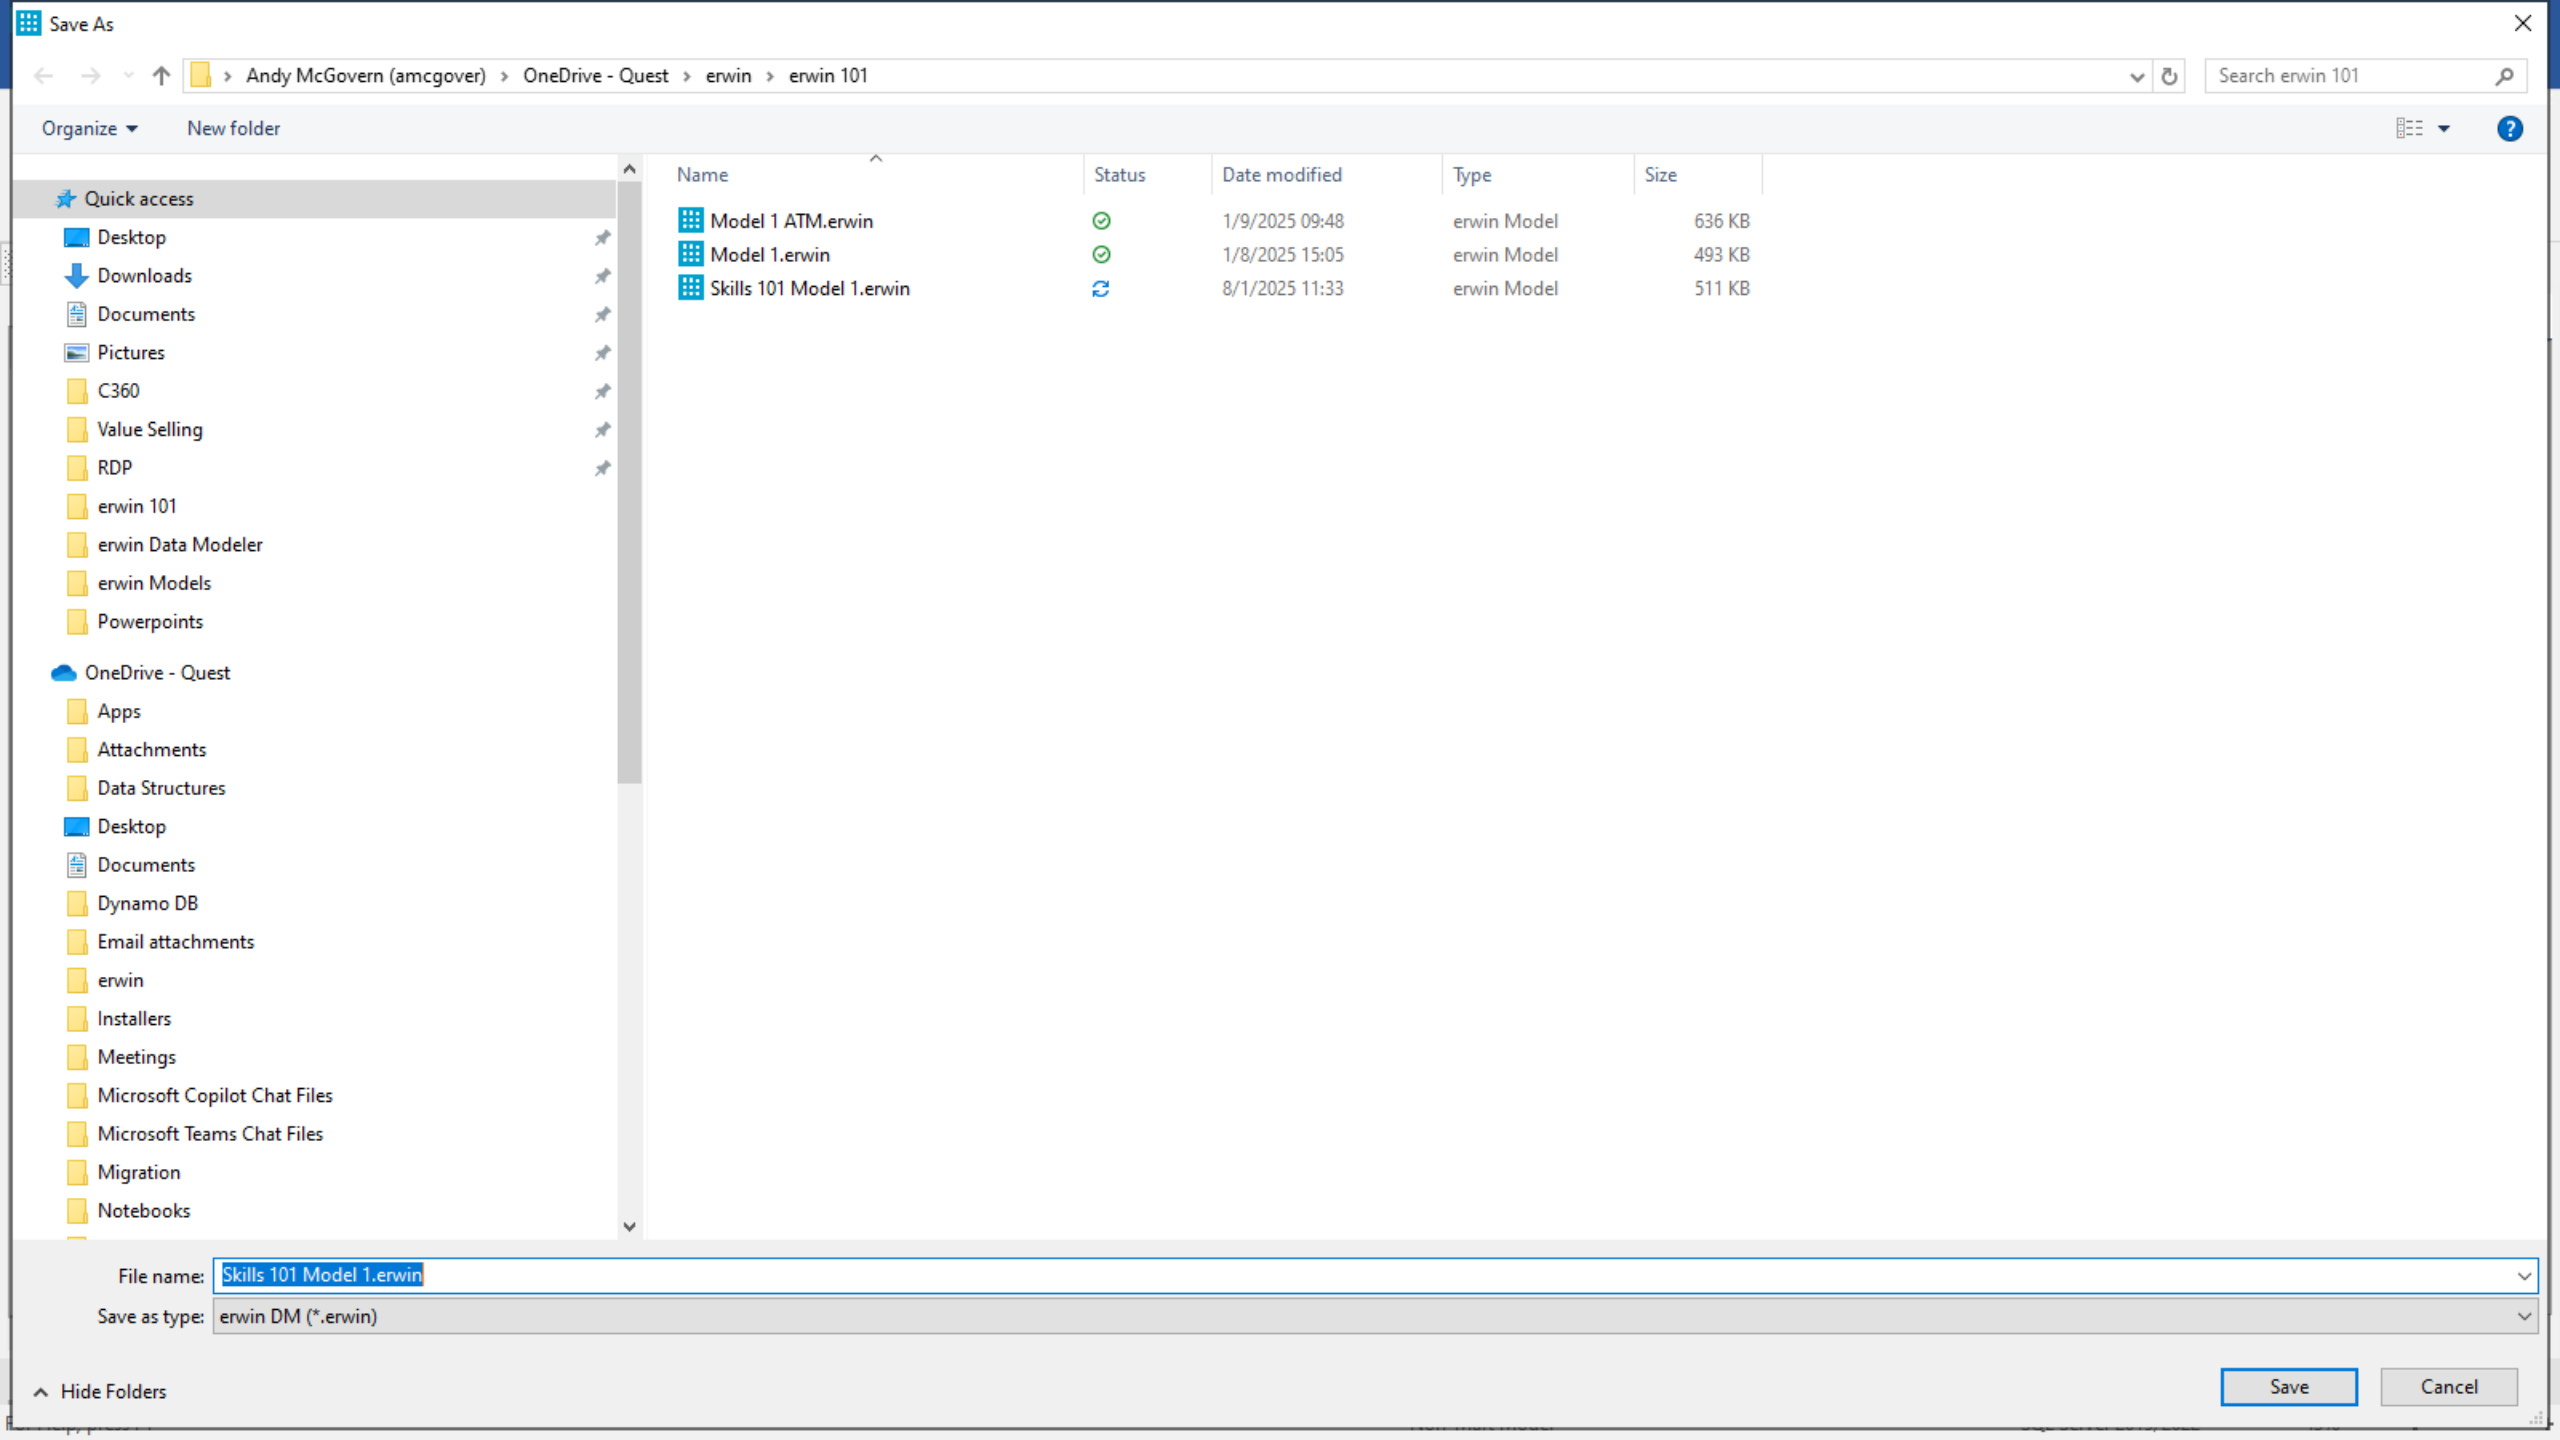 Save As
Andy McGovern (amcgover) > OneDrive - Quest > erwin > erwin 101
Search erwin 101
Organize
New folder
Name
Status
Date modified
Type
Size
Model 1 ATM.erwin 1/9/2025 09:48 erwin Model 636 KB
Model 1.erwin 1/8/2025 15:05 erwin Model 493 KB
Skills 101 Model 1.erwin 8/1/2025 11:33 erwin Model 511 KB
Quick access
Desktop
Downloads
Documents
Pictures
C360
Value Selling
RDP
erwin 101
erwin Data Modeler
erwin Models
Powerpoints
OneDrive - Quest
Apps
Attachments
Data Structures
Desktop
Documents
Dynamo DB
Email attachments
erwin
Installers
Meetings
Microsoft Copilot Chat Files
Microsoft Teams Chat Files
Migration
Notebooks
File name: Skills 101 Model 1.erwin
Save as type: erwin DM (*.erwin)
Hide Folders
Save
Cancel